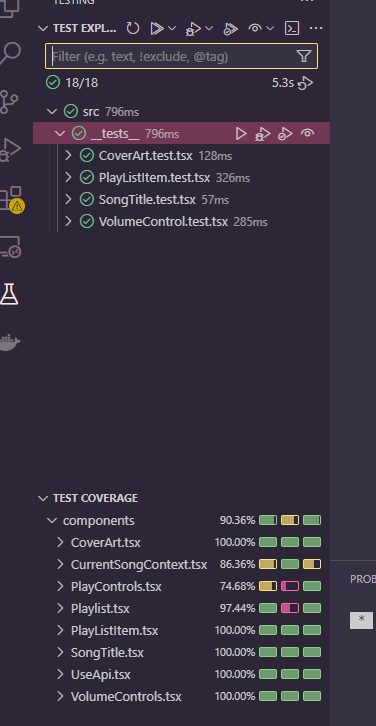 TESTING
TEST EXPL...
Filter (e.g. text, !exclude, @tag)
18/18 5.3s
src 796ms
__tests__ 796ms
CoverArt.test.tsx 128ms
PlayListItem.test.tsx 326ms
SongTitle.test.tsx 57ms
VolumeControl.test.tsx 285ms
TEST COVERAGE
components 90.36%
CoverArt.tsx 100.00%
CurrentSongContext.tsx 86.36%
PlayControls.tsx 74.68%
Playlist.tsx 97.44%
PlayListItem.tsx 100.00%
SongTitle.tsx 100.00%
UseApi.tsx 100.00%
VolumeControls.tsx 100.00%
PROB
*